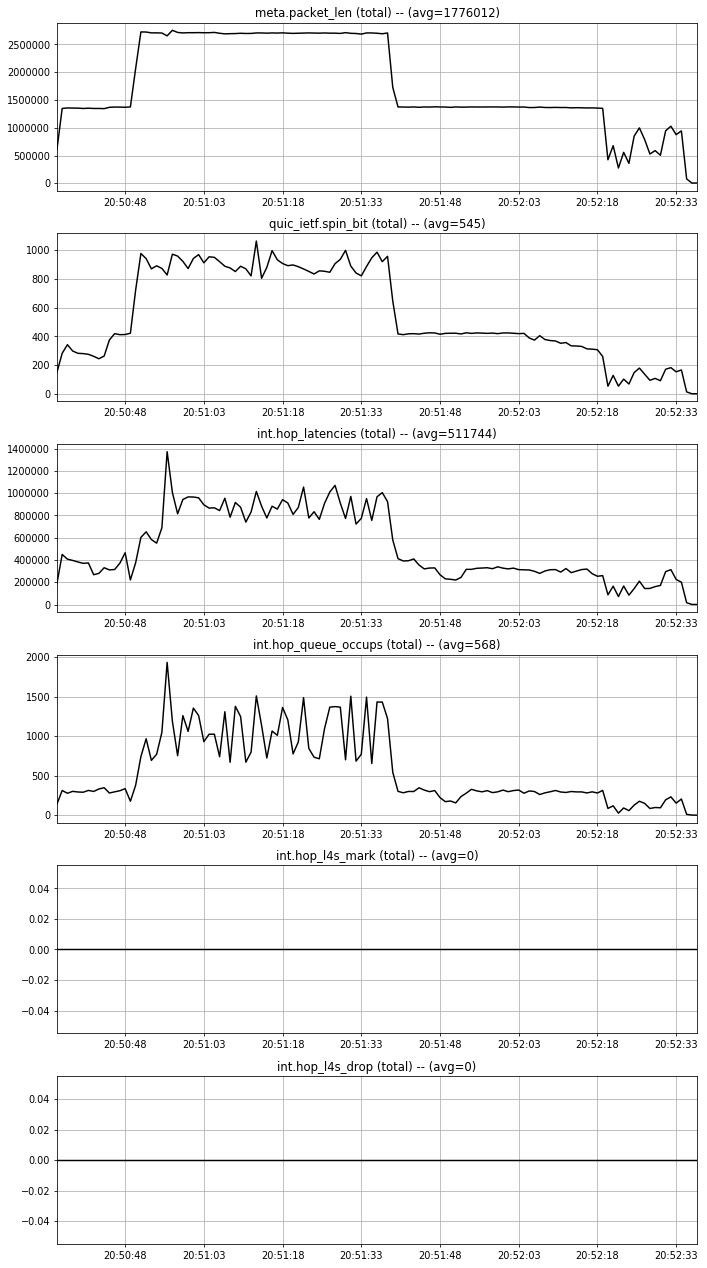 meta.packet_len (total) -- (avg=1776012)
2500000
2000000
1500000
1000000
500000
0
20:50:48 20:51:03 20:51:18 20:51:33 20:51:48 20:52:03 20:52:18 20:52:33
quic_ietf.spin_bit (total) -- (avg=545)
1000
800
600
400
200
0
20:50:48 20:51:03 20:51:18 20:51:33 20:51:48 20:52:03 20:52:18 20:52:33
int.hop_latencies (total) -- (avg=511744)
1400000
1200000
1000000
800000
600000
400000
200000
0
20:50:48 20:51:03 20:51:18 20:51:33 20:51:48 20:52:03 20:52:18 20:52:33
int.hop_queue_occups (total) -- (avg=568)
2000
1500
1000
500
0
20:50:48 20:51:03 20:51:18 20:51:33 20:51:48 20:52:03 20:52:18 20:52:33
int.hop_l4s_mark (total) -- (avg=0)
0.04
0.02
0.00
−0.02
−0.04
20:50:48 20:51:03 20:51:18 20:51:33 20:51:48 20:52:03 20:52:18 20:52:33
int.hop_l4s_drop (total) -- (avg=0)
0.04
0.02
0.00
−0.02
−0.04
20:50:48 20:51:03 20:51:18 20:51:33 20:51:48 20:52:03 20:52:18 20:52:33